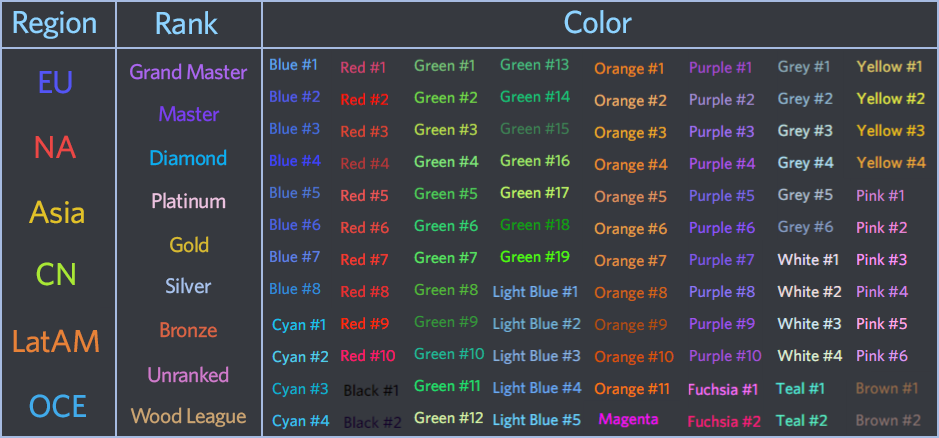 Region Rank Color
EU
NA
Asia
CN
LatAM
OCE
Grand Master
Master
Diamond
Platinum
Gold
Silver
Bronze
Unranked
Wood League
Blue #1
Blue #2
Blue #3
Blue #4
Blue #5
Blue #6
Blue #7
Blue #8
Cyan #1
Cyan #2
Cyan #3
Cyan #4
Red #1
Red #2
Red #3
Red #4
Red #5
Red #6
Red #7
Red #8
Red #9
Red #10
Black #1
Black #2
Green #1
Green #2
Green #3
Green #4
Green #5
Green #6
Green #7
Green #8
Green #9
Green #10
Green #11
Green #12
Green #13
Green #14
Green #15
Green #16
Green #17
Green #18
Green #19
Light Blue #1
Light Blue #2
Light Blue #3
Light Blue #4
Light Blue #5
Orange #1
Orange #2
Orange #3
Orange #4
Orange #5
Orange #6
Orange #7
Orange #8
Orange #9
Orange #10
Orange #11
Magenta
Purple #1
Purple #2
Purple #3
Purple #4
Purple #5
Purple #6
Purple #7
Purple #8
Purple #9
Purple #10
Fuchsia #1
Fuchsia #2
Grey #1
Grey #2
Grey #3
Grey #4
Grey #5
Grey #6
White #1
White #2
White #3
White #4
Teal #1
Teal #2
Yellow #1
Yellow #2
Yellow #3
Yellow #4
Pink #1
Pink #2
Pink #3
Pink #4
Pink #5
Pink #6
Brown #1
Brown #2